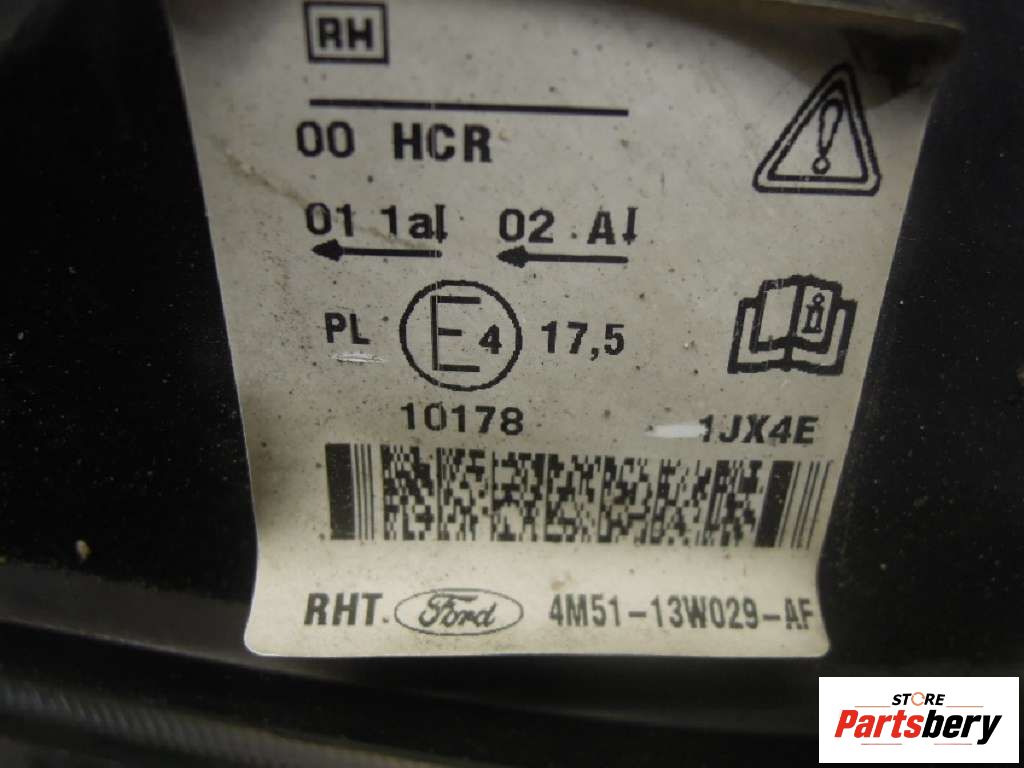 RH
00 HCR
01 1a 02 A
PL E4 17,5
10178 1JX4E
RHT. Ford 4M51-13W029-AF
STORE
Partsbery